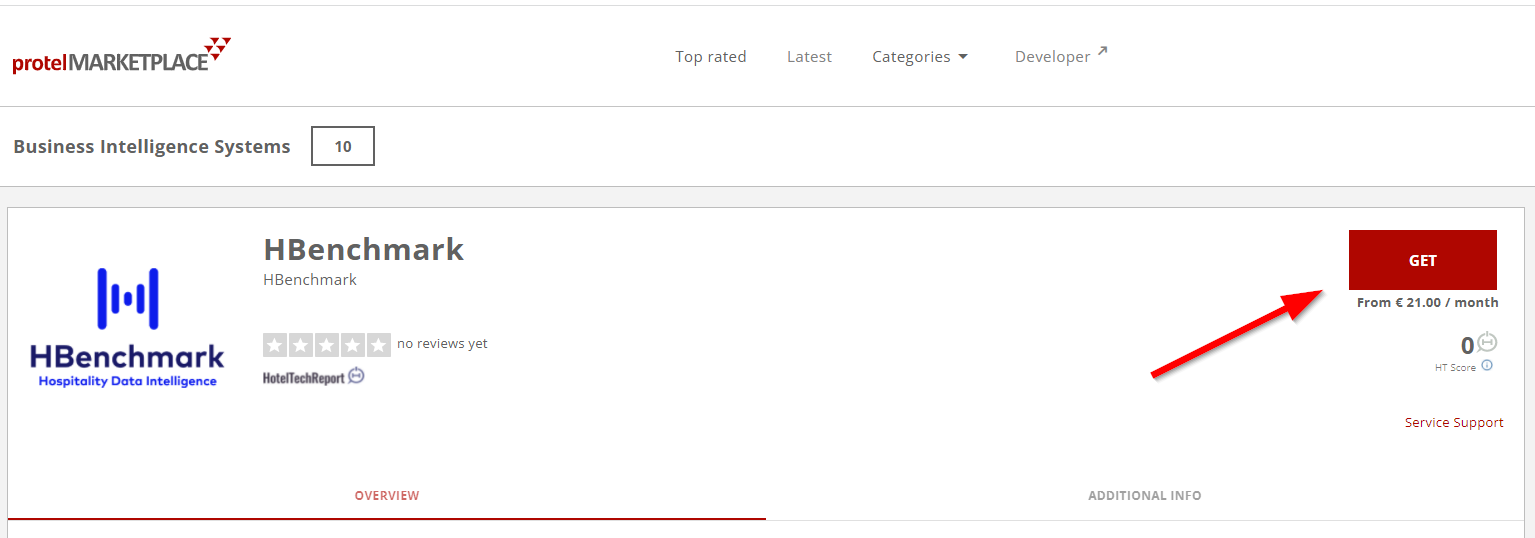 protelMARKETPLACE
Top rated
Latest
Categories
Developer
Business Intelligence Systems
10
HBenchmark
HBenchmark
GET
From € 21.00 / month
no reviews yet
HotelTechReport
0
HT Score
HBenchmark
Hospitality Data Intelligence
Service Support
OVERVIEW
ADDITIONAL INFO